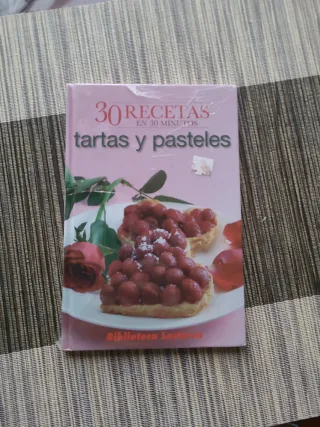 30 RECETAS
EN 30 MINUTOS
tartas y pasteles
Biblioteca